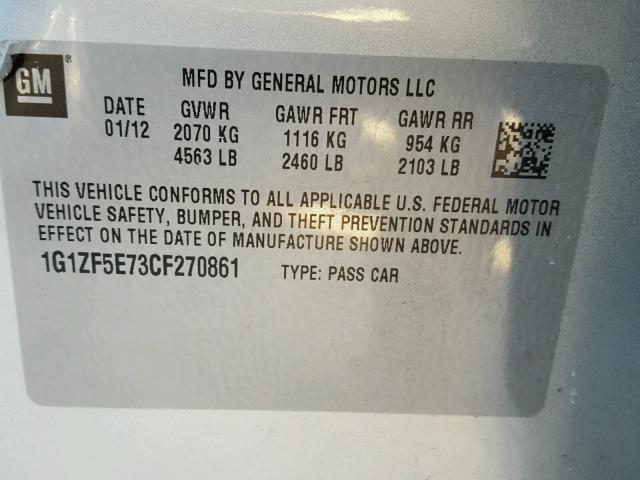 GM ®
MFD BY GENERAL MOTORS LLC
DATE GVWR GAWR FRT GAWR RR
01/12 2070 KG 1116 KG 954 KG
4563 LB 2460 LB 2103 LB
THIS VEHICLE CONFORMS TO ALL APPLICABLE U.S. FEDERAL MOTOR
VEHICLE SAFETY, BUMPER, AND THEFT PREVENTION STANDARDS IN
EFFECT ON THE DATE OF MANUFACTURE SHOWN ABOVE.
1G1ZF5E73CF270861 TYPE: PASS CAR